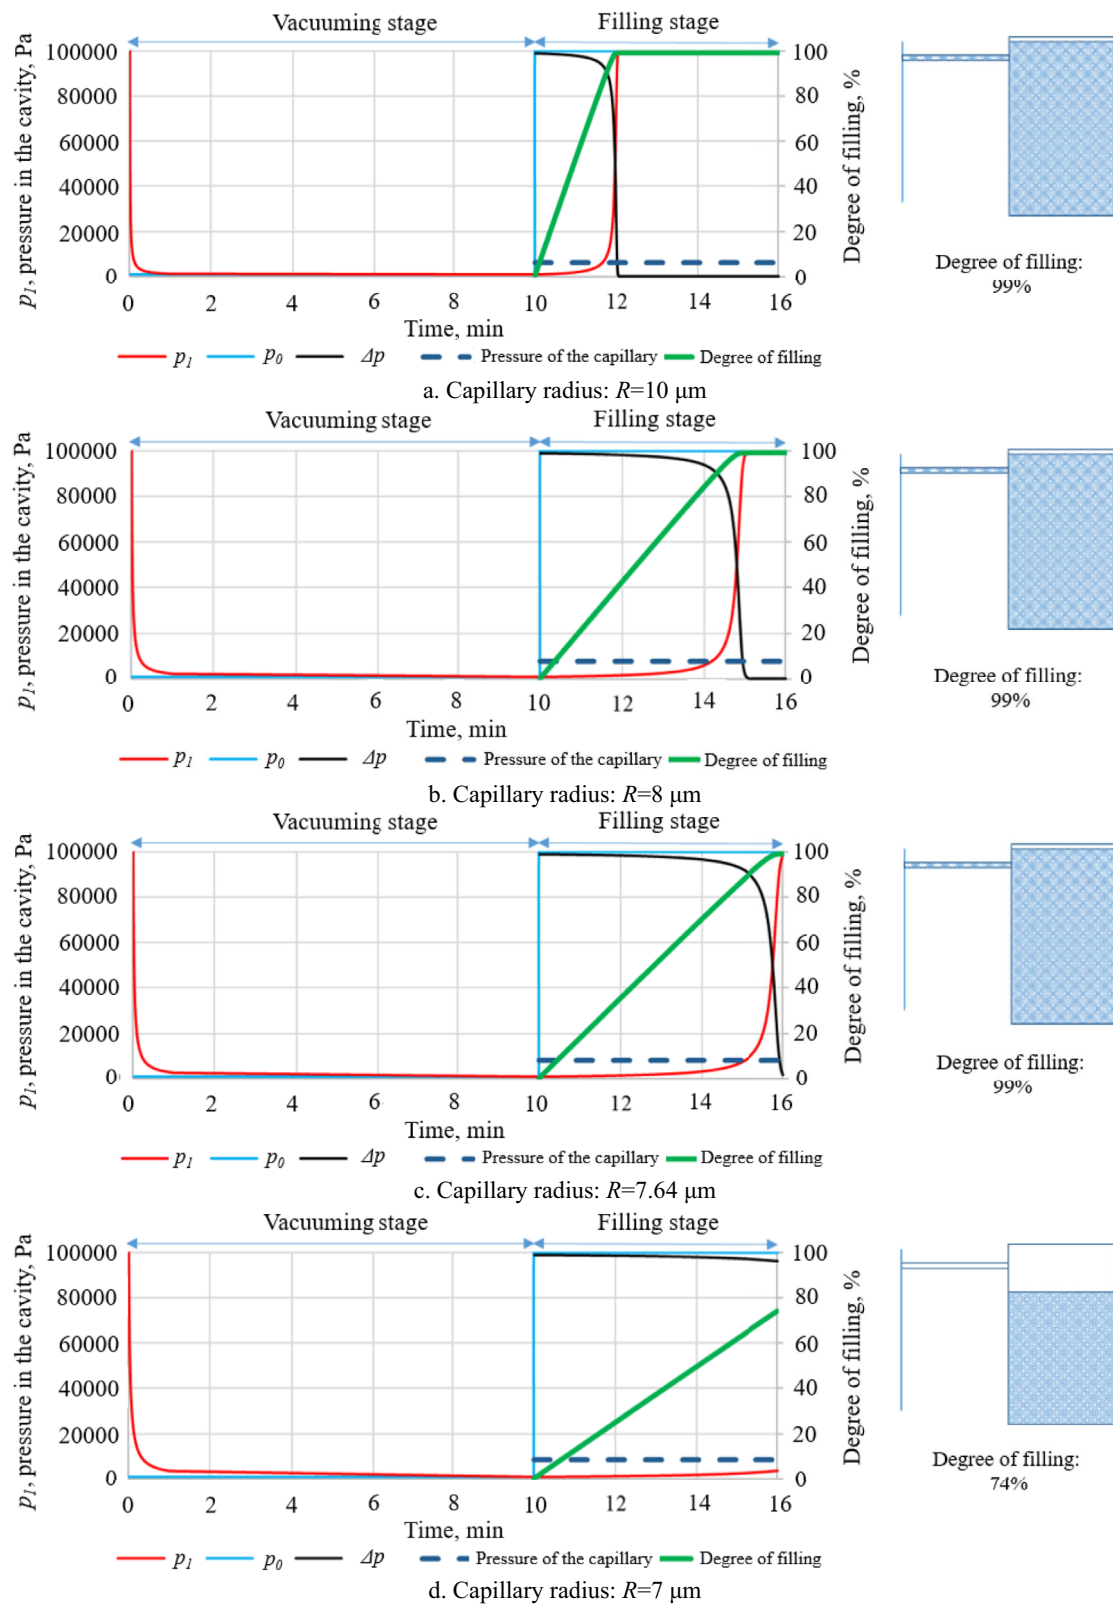 Vacuuming stage
Filling stage
p1, pressure in the cavity, Pa
100000
80000
60000
40000
20000
0
100
80
60
40
20
0
Degree of filling, %
0 2 4 6 8 10 12 14 16
Time, min
p1 p0 Δp Pressure of the capillary Degree of filling
Degree of filling:
99%
a. Capillary radius: R=10 μm
Vacuuming stage
Filling stage
p1, pressure in the cavity, Pa
100000
80000
60000
40000
20000
0
100
80
60
40
20
0
Degree of filling, %
0 2 4 6 8 10 12 14 16
Time, min
p1 p0 Δp Pressure of the capillary Degree of filling
Degree of filling:
99%
b. Capillary radius: R=8 μm
Vacuuming stage
Filling stage
p1, pressure in the cavity, Pa
100000
80000
60000
40000
20000
0
100
80
60
40
20
0
Degree of filling, %
0 2 4 6 8 10 12 14 16
Time, min
p1 p0 Δp Pressure of the capillary Degree of filling
Degree of filling:
99%
c. Capillary radius: R=7.64 μm
Vacuuming stage
Filling stage
p1, pressure in the cavity, Pa
100000
80000
60000
40000
20000
0
100
80
60
40
20
0
Degree of filling, %
0 2 4 6 8 10 12 14 16
Time, min
p1 p0 Δp Pressure of the capillary Degree of filling
Degree of filling:
74%
d. Capillary radius: R=7 μm